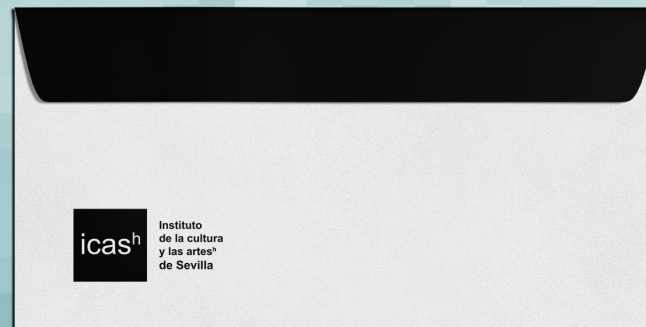 icasʰ
Instituto
de la cultura
y las artesʰ
de Sevilla